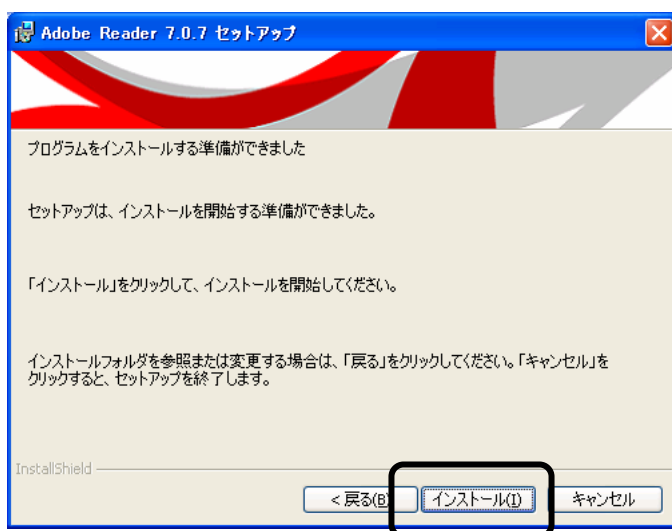 Adobe Reader 7.0.7 セットアップ
プログラムをインストールする準備ができました
セットアップは、インストールを開始する準備ができました。
「インストール」をクリックして、インストールを開始してください。
インストールフォルダを参照または変更する場合は、「戻る」をクリックしてください。「キャンセル」を
クリックすると、セットアップを終了します。
InstallShield
< 戻る(B) インストール(I) キャンセル